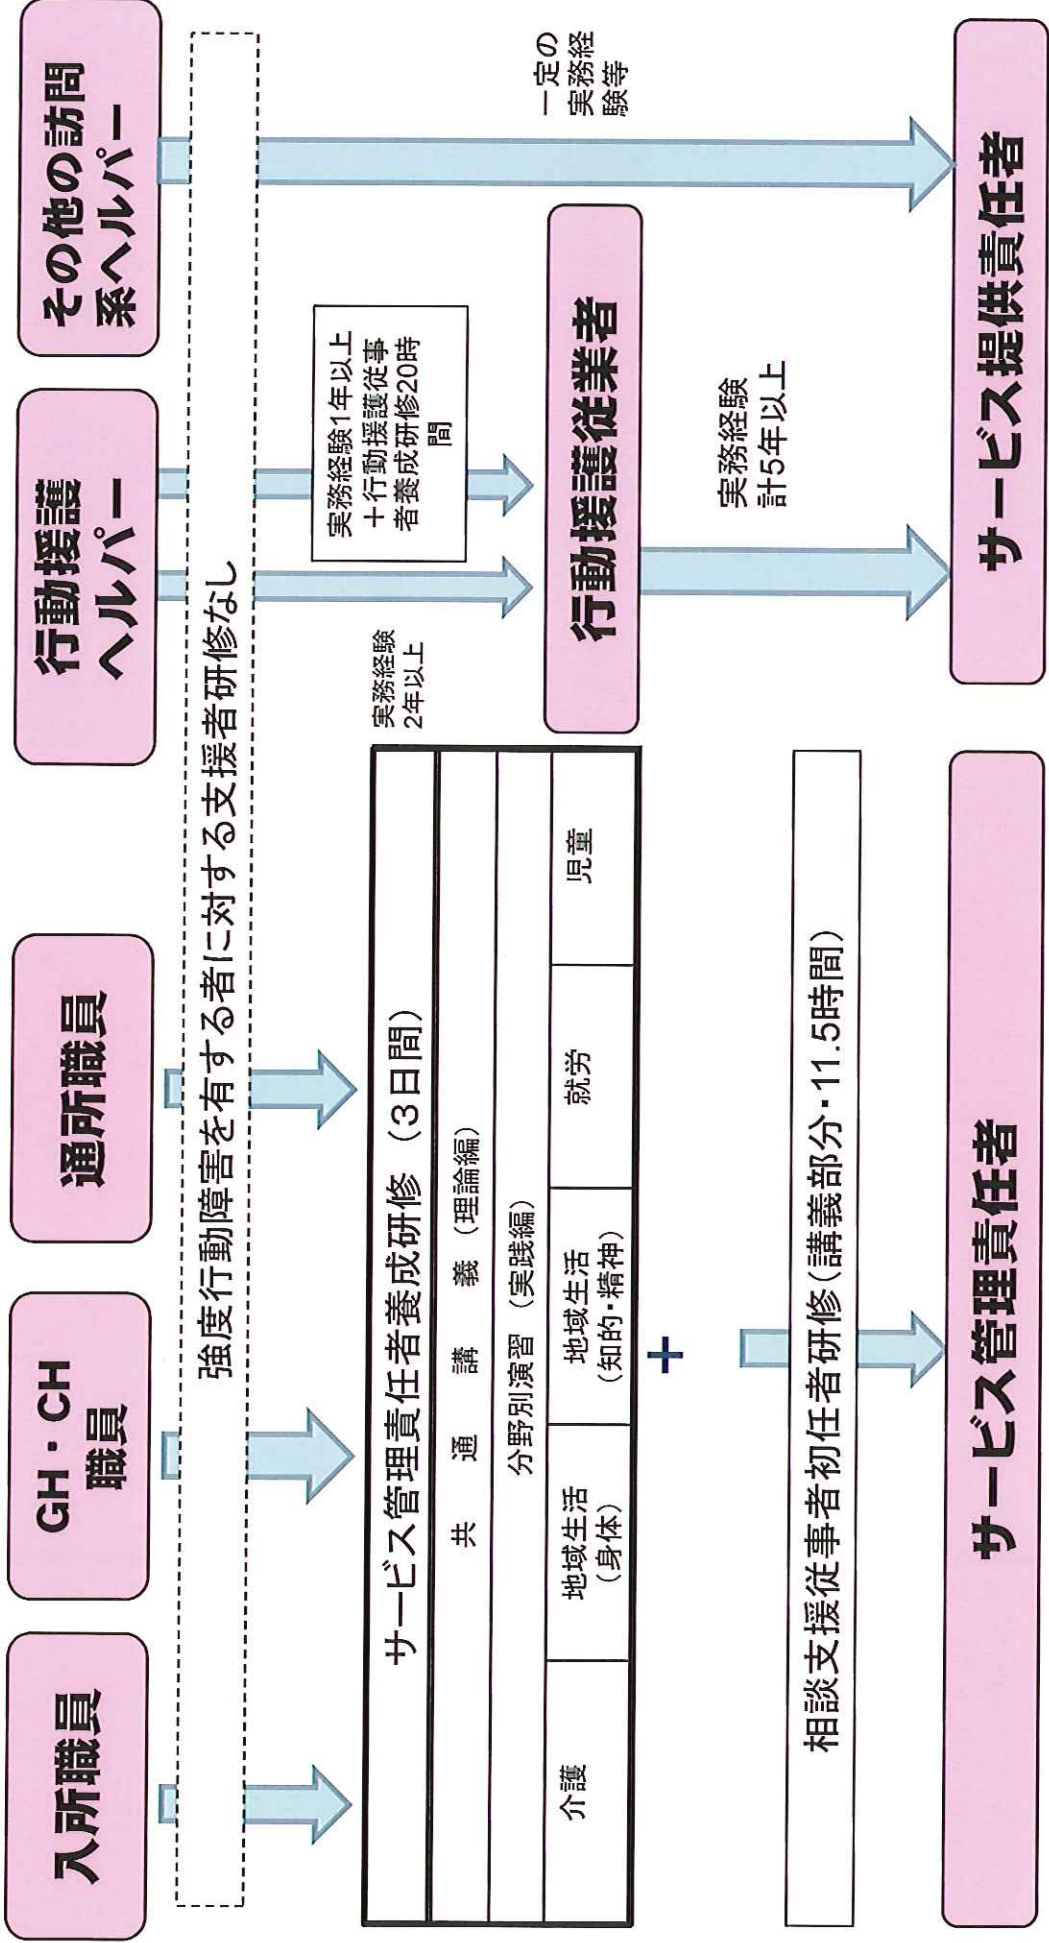 入所職員
GH・CH
職員
通所職員
行動援護
ヘルパー
その他の訪問
系ヘルパー
強度行動障害を有する者に対する支援者研修なし
サービス管理責任者養成研修（3日間）
共通講義（理論編）
分野別演習（実践編）
介護
地域生活
（身体）
地域生活
（知的・精神）
就労
児童
＋
相談支援従事者初任者研修（講義部分・11.5時間）
サービス管理責任者
実務経験
2年以上
実務経験1年以上
＋行動援護従事
者養成研修20時
間
行動援護従業者
実務経験
計5年以上
一定の
実務経
験等
サービス提供責任者